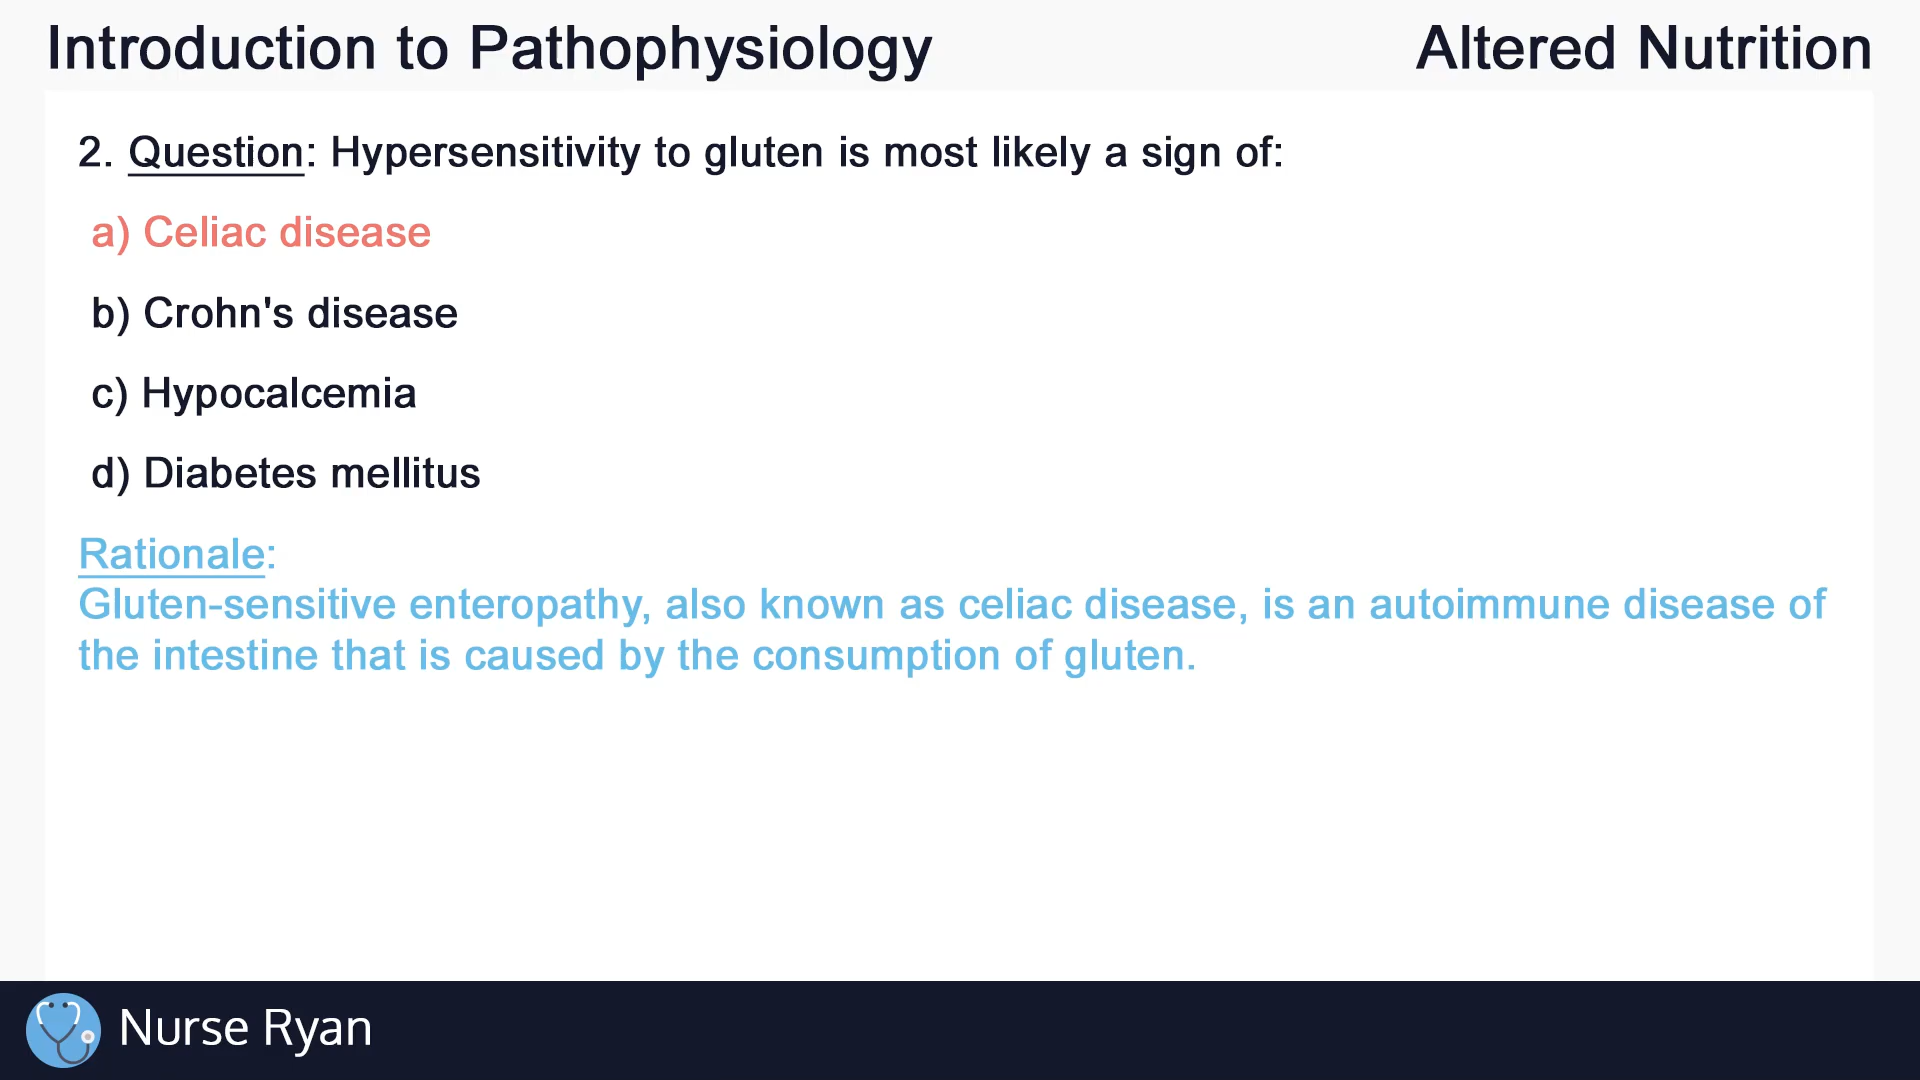 Introduction to Pathophysiology
Altered Nutrition
2. Question: Hypersensitivity to gluten is most likely a sign of:
a) Celiac disease
b) Crohn's disease
c) Hypocalcemia
d) Diabetes mellitus
Rationale:
Gluten-sensitive enteropathy, also known as celiac disease, is an autoimmune disease of
the intestine that is caused by the consumption of gluten.
Nurse Ryan